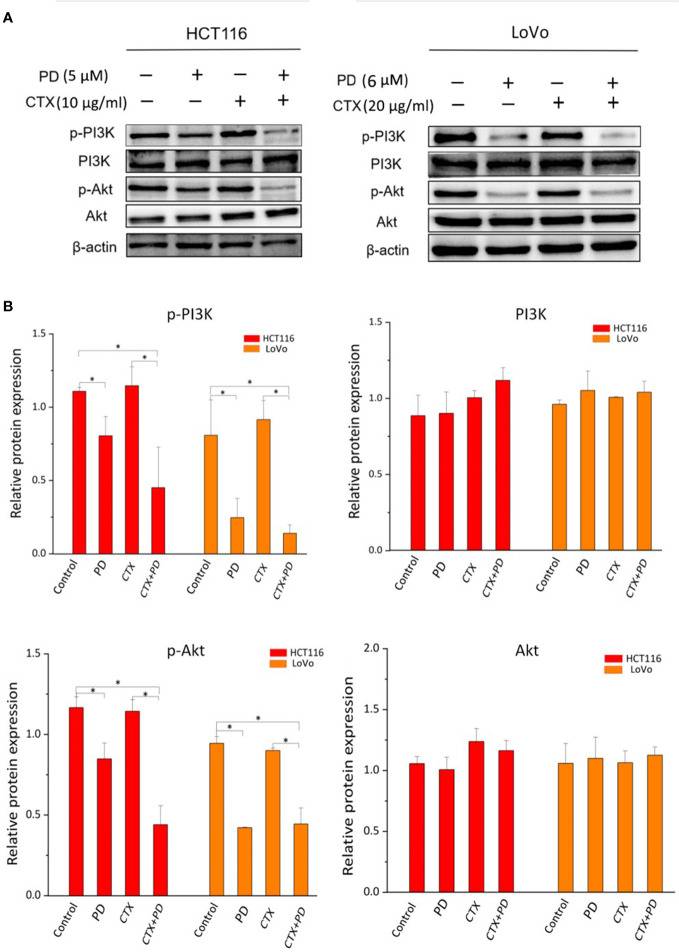 A
HCT116
PD (5 μM) − + − +
CTX (10 μg/ml) − − + +
p-PI3K
PI3K
p-Akt
Akt
β-actin
LoVo
PD (6 μM) − + − +
CTX (20 μg/ml) − − + +
p-PI3K
PI3K
p-Akt
Akt
β-actin
B
p-PI3K
Relative protein expression
1.5
1.0
0.5
0.0
HCT116
LoVo
* * * * * *
Control PD CTX CTX+PD Control PD CTX CTX+PD
PI3K
Relative protein expression
1.5
1.0
0.5
0.0
HCT116
LoVo
Control PD CTX CTX+PD Control PD CTX CTX+PD
p-Akt
Relative protein expression
1.5
1.0
0.5
0.0
HCT116
LoVo
* * * * * *
Control PD CTX CTX+PD Control PD CTX CTX+PD
Akt
Relative protein expression
2.0
1.5
1.0
0.5
0.0
HCT116
LoVo
Control PD CTX CTX+PD Control PD CTX CTX+PD